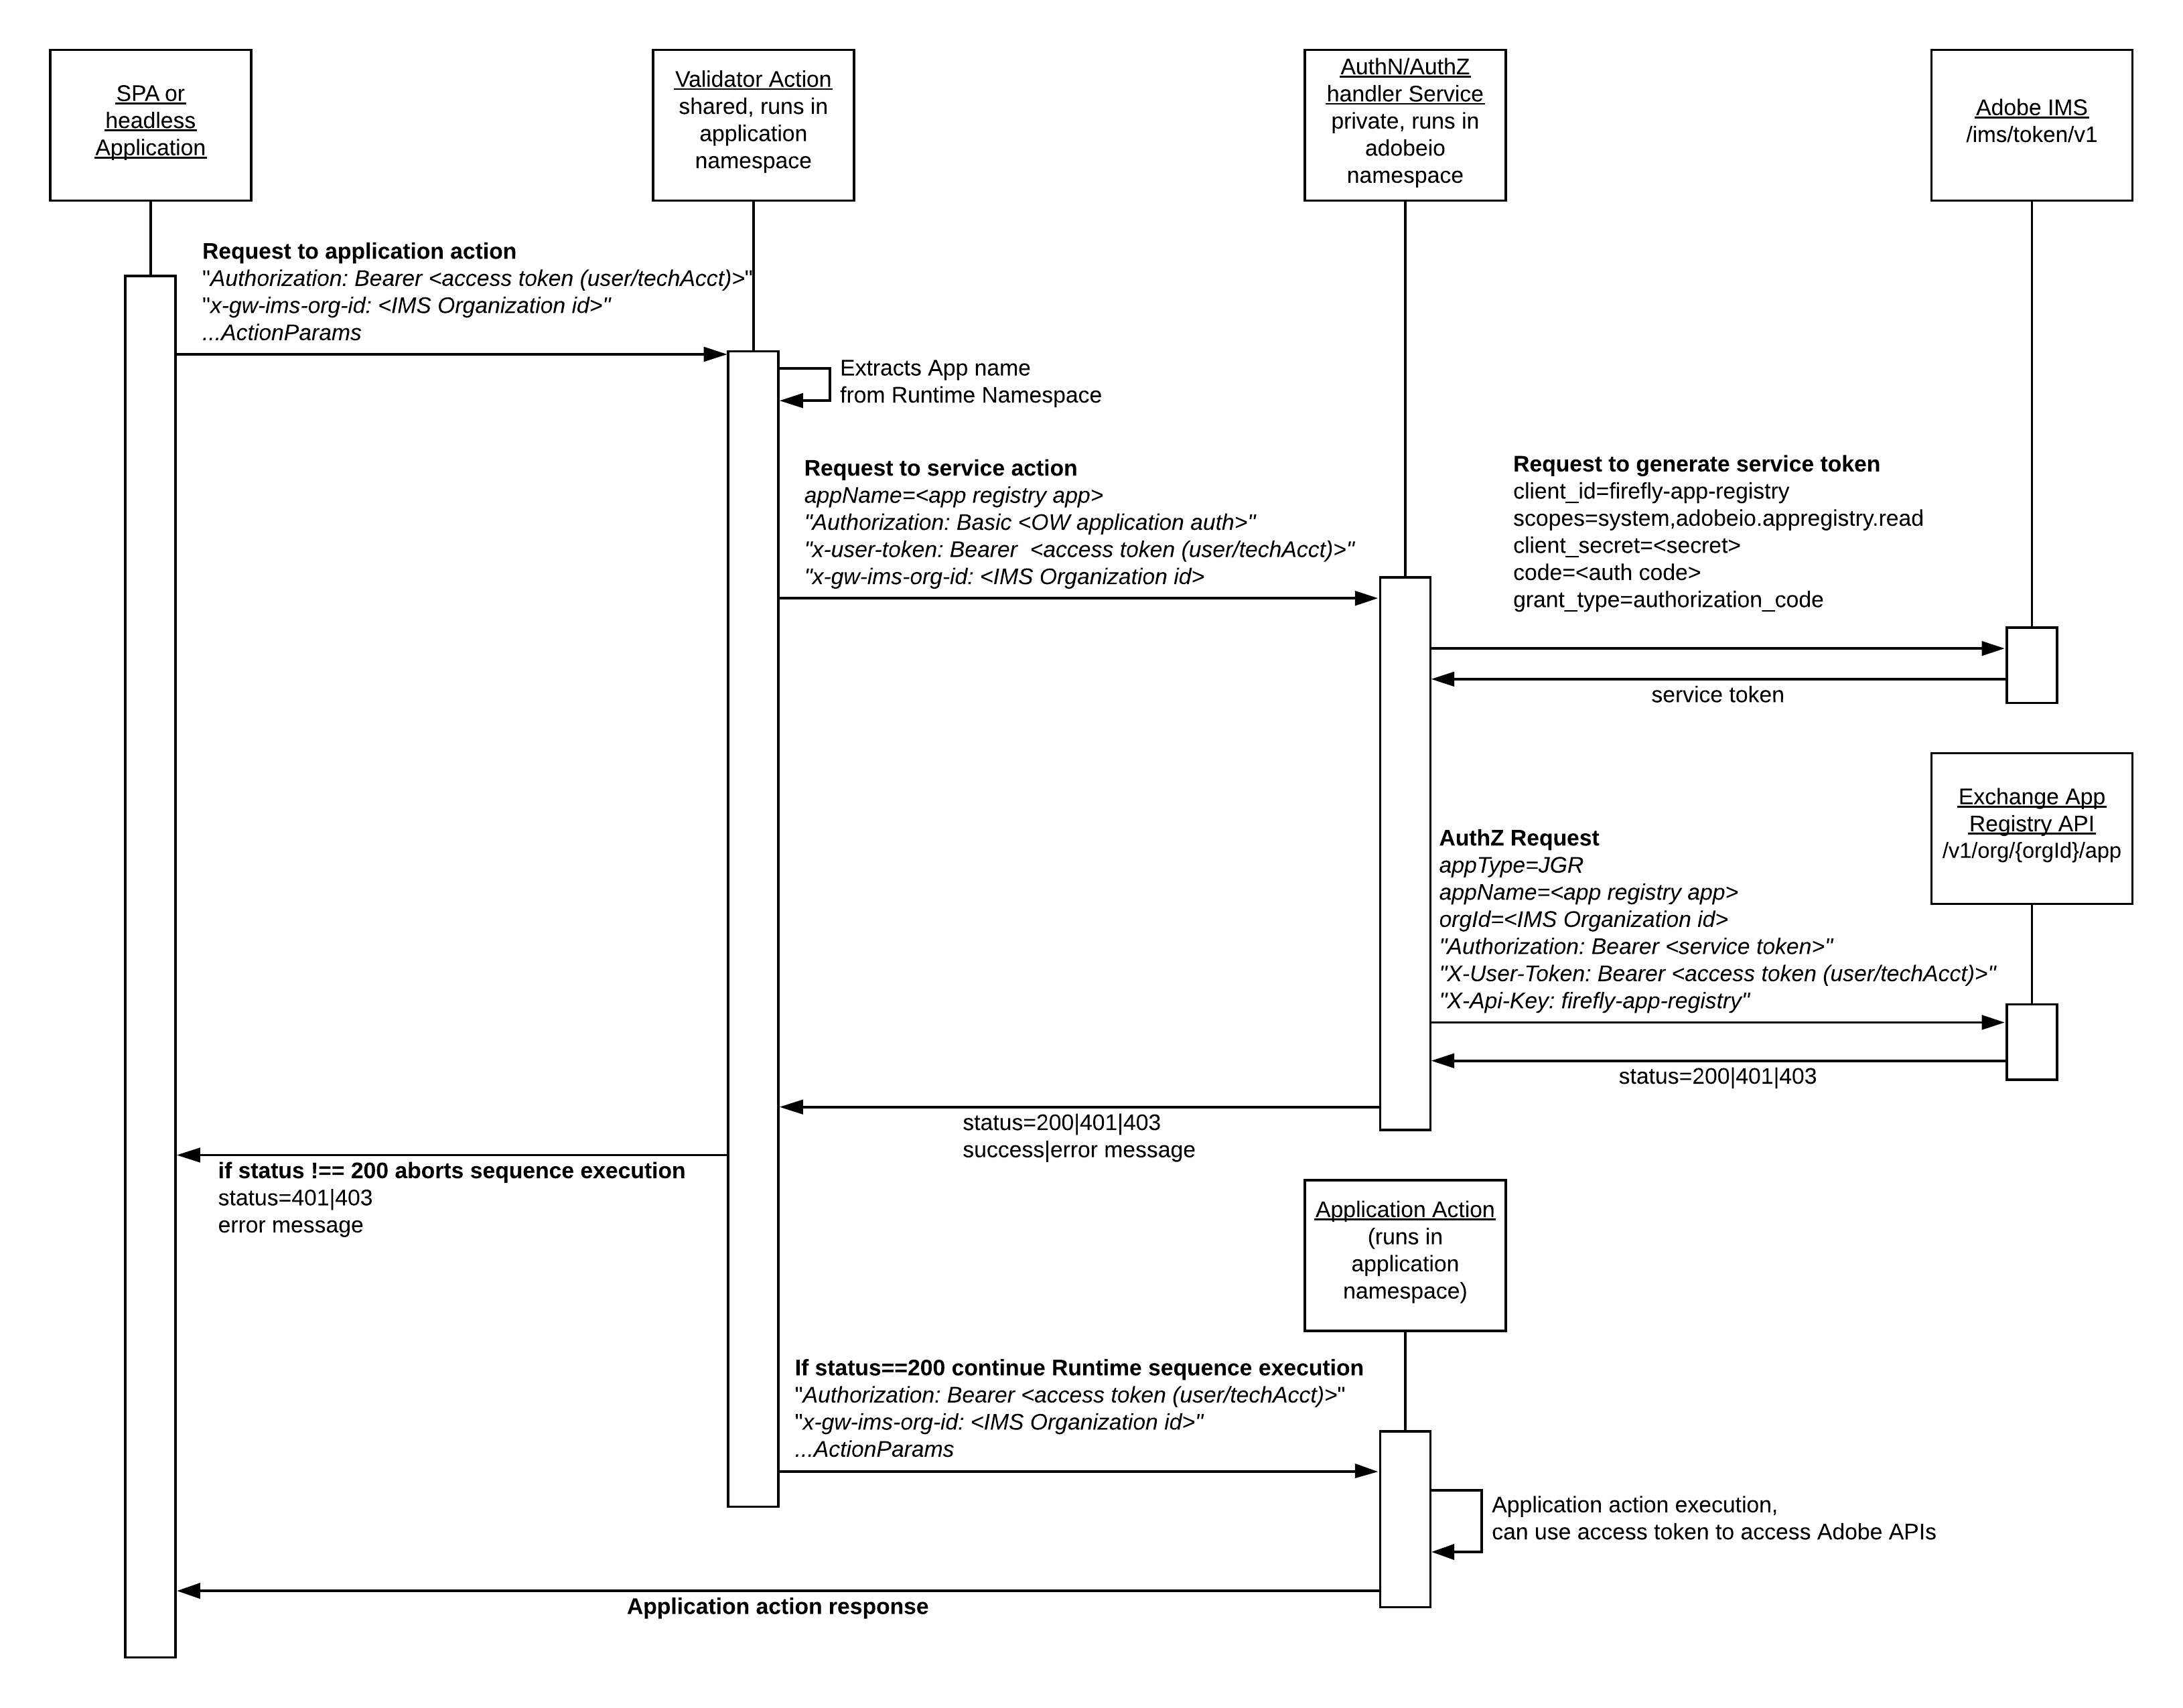 SPA or
headless
Application
Validator Action
shared, runs in
application
namespace
AuthN/AuthZ
handler Service
private, runs in
adobeio
namespace
Adobe IMS
/ims/token/v1
Request to application action
"Authorization: Bearer <access token (user/techAcct)>"
"x-gw-ims-org-id: <IMS Organization id>"
...ActionParams
Extracts App name
from Runtime Namespace
Request to service action
appName=<app registry app>
"Authorization: Basic <OW application auth>"
"x-user-token: Bearer  <access token (user/techAcct)>"
"x-gw-ims-org-id: <IMS Organization id>
Request to generate service token
client_id=firefly-app-registry
scopes=system,adobeio.appregistry.read
client_secret=<secret>
code=<auth code>
grant_type=authorization_code
service token
Exchange App
Registry API
/v1/org/{orgId}/app
AuthZ Request
appType=JGR
appName=<app registry app>
orgId=<IMS Organization id>
"Authorization: Bearer <service token>"
"X-User-Token: Bearer <access token (user/techAcct)>"
"X-Api-Key: firefly-app-registry"
status=200|401|403
status=200|401|403
success|error message
if status !== 200 aborts sequence execution
status=401|403
error message
Application Action
(runs in
application
namespace)
If status==200 continue Runtime sequence execution
"Authorization: Bearer <access token (user/techAcct)>"
"x-gw-ims-org-id: <IMS Organization id>"
...ActionParams
Application action execution,
can use access token to access Adobe APIs
Application action response